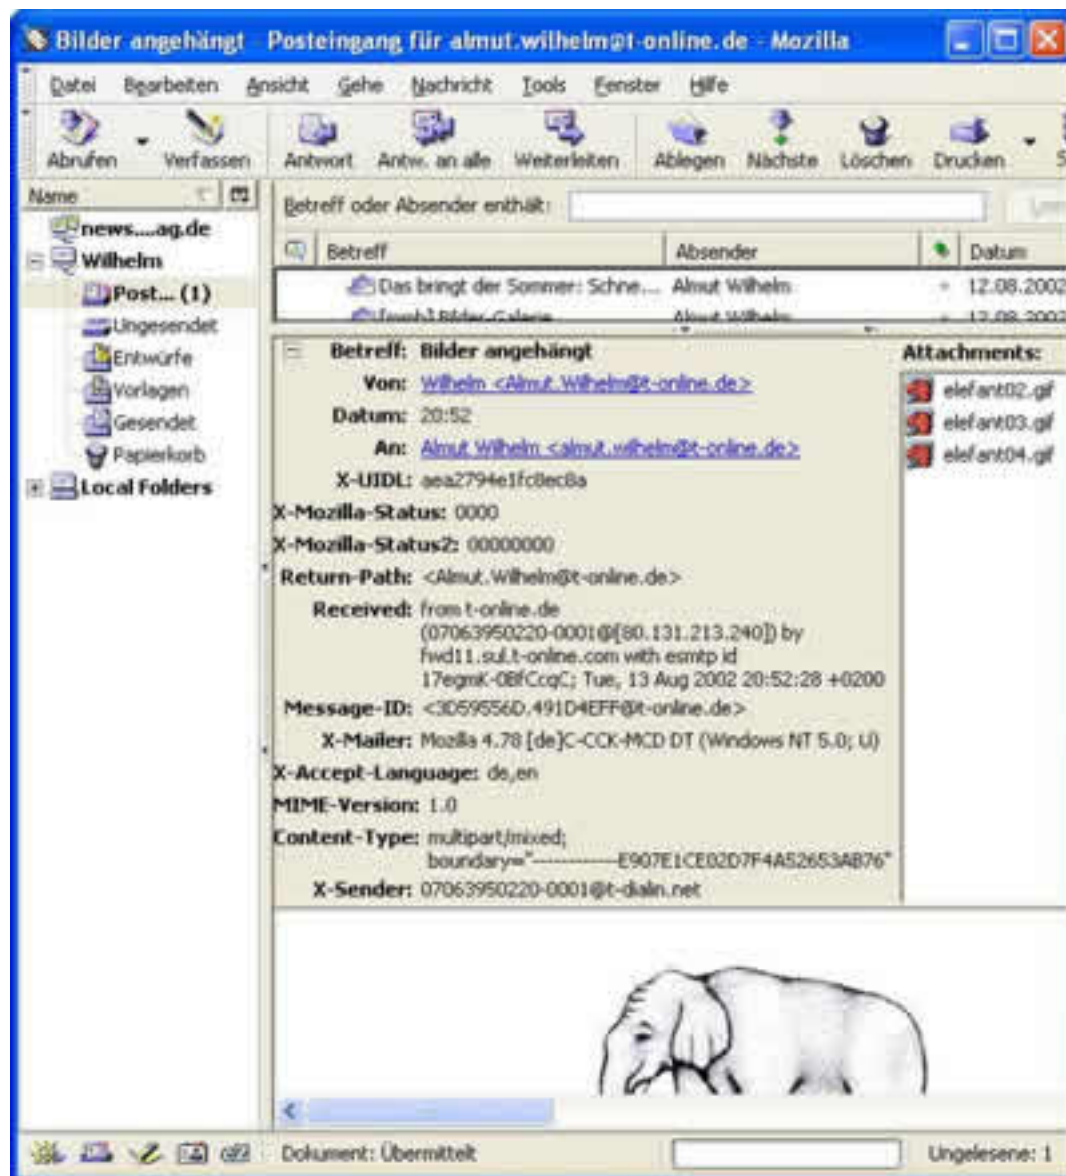 Bilder angehängt - Posteingang für almut.wilhelm@t-online.de - Mozilla
Datei Bearbeiten Ansicht Gehe Nachricht Tools Fenster Hilfe
Abrufen Verfassen Antwort Antw. an alle Weiterleiten Ablegen Nächste Löschen Drucken
Name
news....ag.de
Wilhelm
Post... (1)
Ungesendet
Entwürfe
Vorlagen
Gesendet
Papierkorb
Local Folders
Betreff oder Absender enthält:
Betreff Absender Datum
Das bringt der Sommer: Schne... Almut Wilhelm 12.08.2002
Bilder-Galerie Almut Wilhelm 12.08.2002
Betreff: Bilder angehängt
Von: Wilhelm <Almut.Wilhelm@t-online.de>
Datum: 20:52
An: Almut Wilhelm <almut.wilhelm@t-online.de>
X-UIDL: aea2794e1fc8ec8a
X-Mozilla-Status: 0000
X-Mozilla-Status2: 00000000
Return-Path: <Almut.Wilhelm@t-online.de>
Received: from t-online.de
(07063950220-0001@[80.131.213.240]) by
fwd11.sul.t-online.com with esmtp id
17egmK-0BfCcqC; Tue, 13 Aug 2002 20:52:28 +0200
Message-ID: <3D59556D.491D4EFF@t-online.de>
X-Mailer: Mozilla 4.78 [de]C-CCK-MCD DT (Windows NT 5.0; U)
X-Accept-Language: de,en
MIME-Version: 1.0
Content-Type: multipart/mixed;
boundary="------------E907E1CE02D7F4A52653AB76"
X-Sender: 07063950220-0001@t-dialin.net
Attachments:
elefant02.gif
elefant03.gif
elefant04.gif
Dokument: Übermittelt Ungelesene: 1